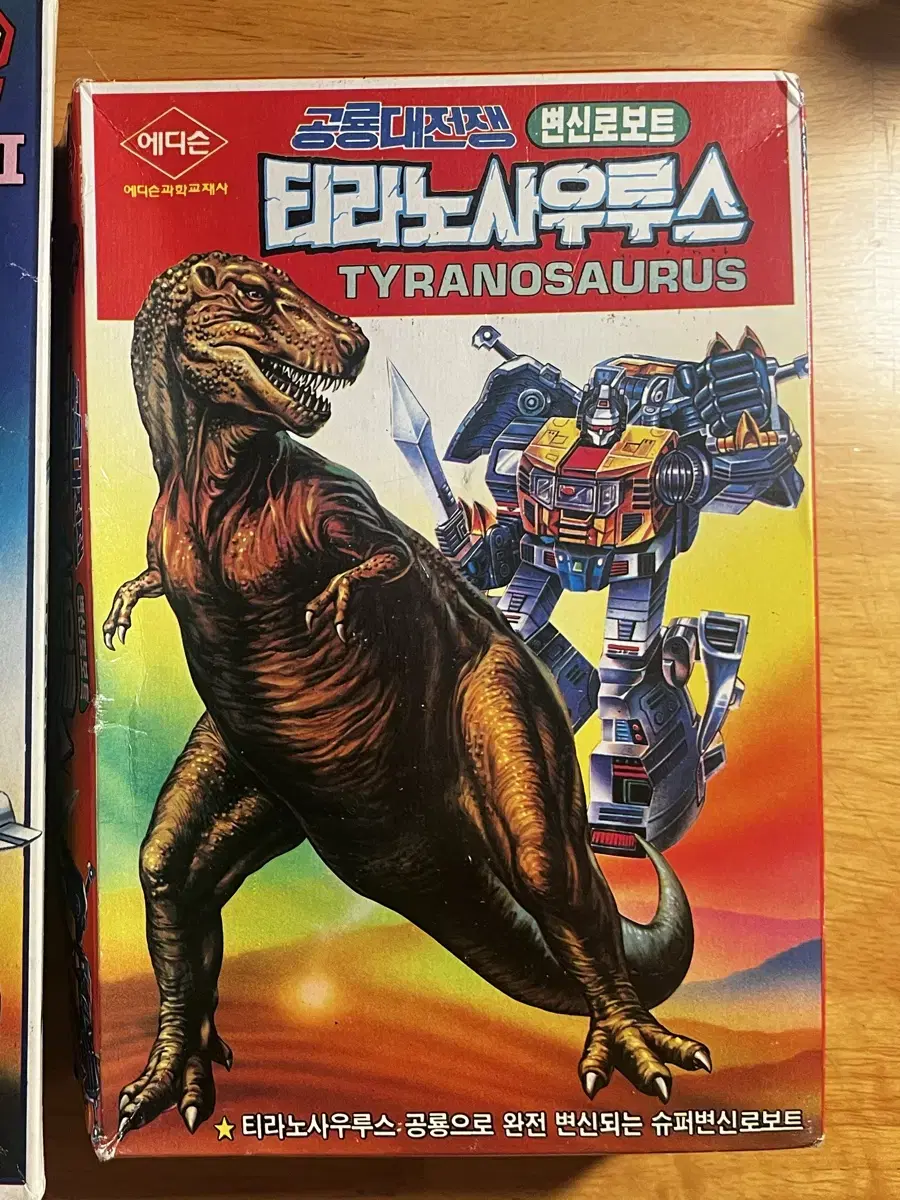 에디슨
에디슨과학교재사
공룡대전쟁 변신로보트
티라노사우루스
TYRANOSAURUS
★ 티라노사우루스 공룡으로 완전 변신되는 슈퍼변신로보트